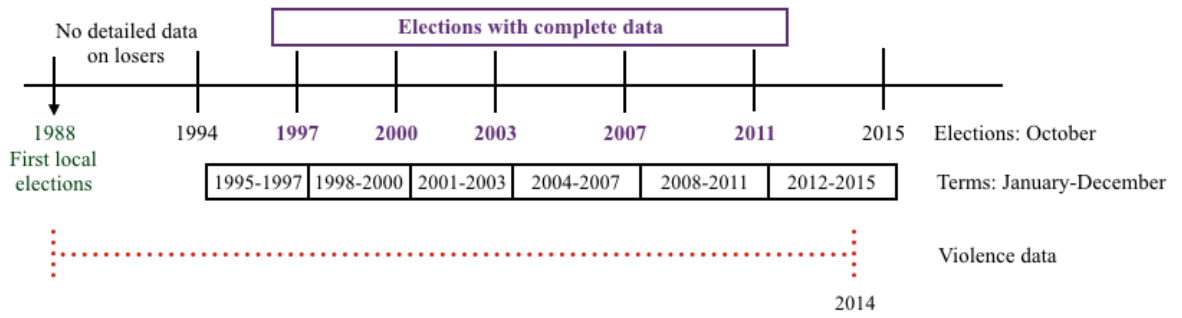 No detailed data
on losers
Elections with complete data
1988
1994
1997
2000
2003
2007
2011
2015
Elections: October
First local
elections
1995-1997
1998-2000
2001-2003
2004-2007
2008-2011
2012-2015
Terms: January-December
Violence data
2014